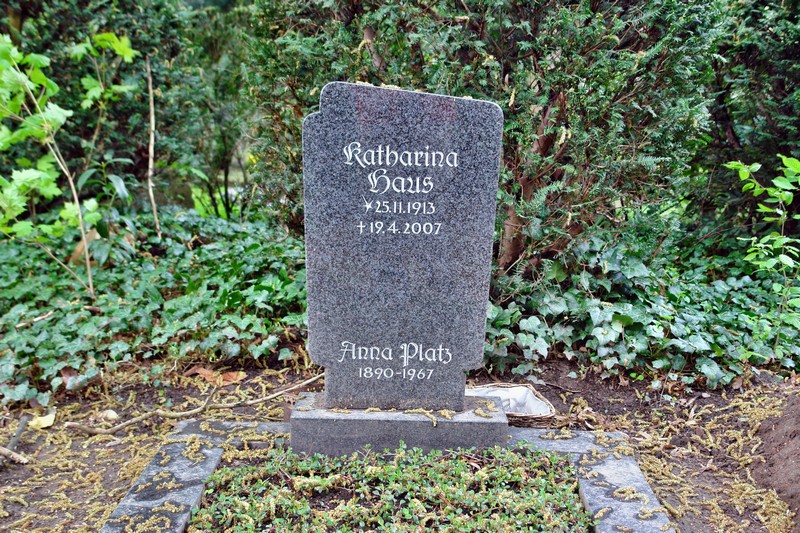 Katharina
Haus
*25.11.1913
†19.4.2007
Anna Platz
1890-1967